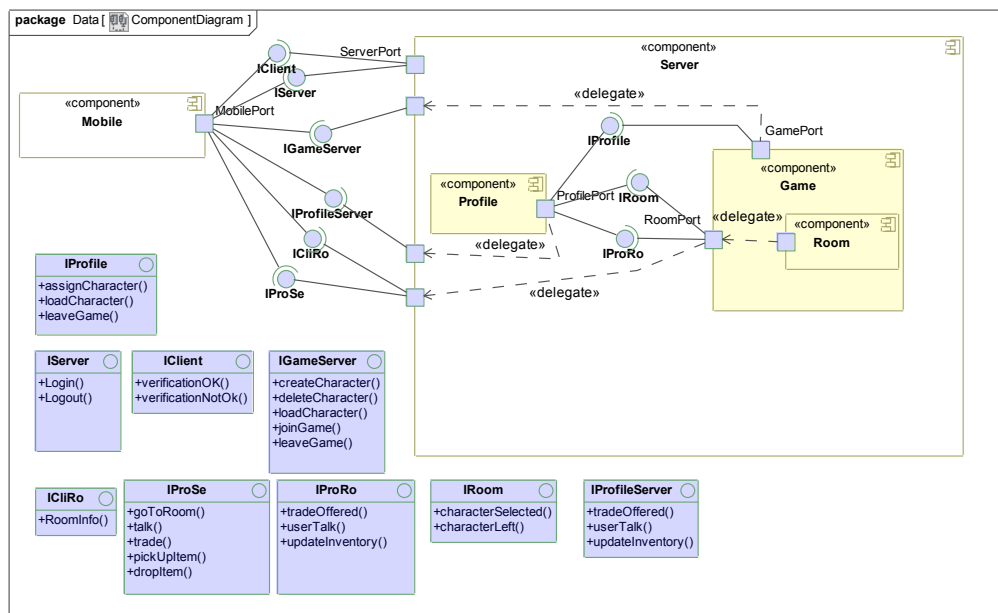 package Data [ ComponentDiagram ]
«component»
Server
ServerPort
IClient
IServer
«component»
Mobile
MobilePort
IGameServer
«delegate»
IProfile
GamePort
«component»
Game
«component»
Profile
ProfilePort
IRoom
RoomPort
«delegate»
«component»
Room
IProfileServer
ICliRo
IProRo
«delegate»
IProSe
«delegate»
IProfile
+assignCharacter()
+loadCharacter()
+leaveGame()
IServer
+Login()
+Logout()
IClient
+verificationOK()
+verificationNotOk()
IGameServer
+createCharacter()
+deleteCharacter()
+loadCharacter()
+joinGame()
+leaveGame()
ICliRo
+RoomInfo()
IProSe
+goToRoom()
+talk()
+trade()
+pickUpItem()
+dropItem()
IProRo
+tradeOffered()
+userTalk()
+updateInventory()
IRoom
+characterSelected()
+characterLeft()
IProfileServer
+tradeOffered()
+userTalk()
+updateInventory()